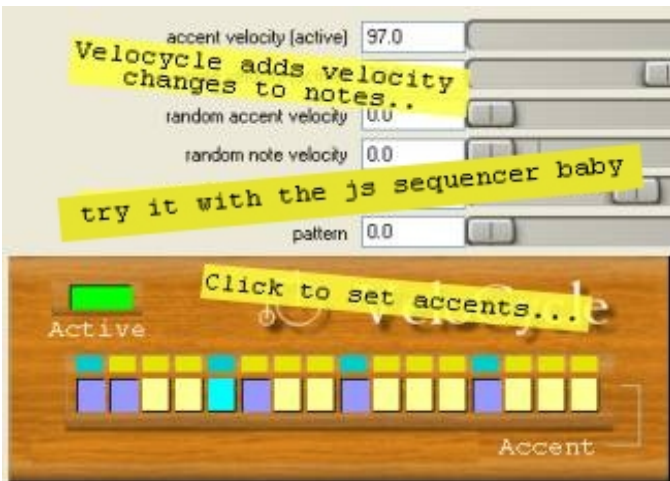 accent velocity (active) 97.0
Velocycle adds velocity
changes to notes..
random accent velocity 0.0
random note velocity 0.0
try it with the js sequencer baby
pattern 0.0
Click to set accents...
VeloCycle
Active
Accent